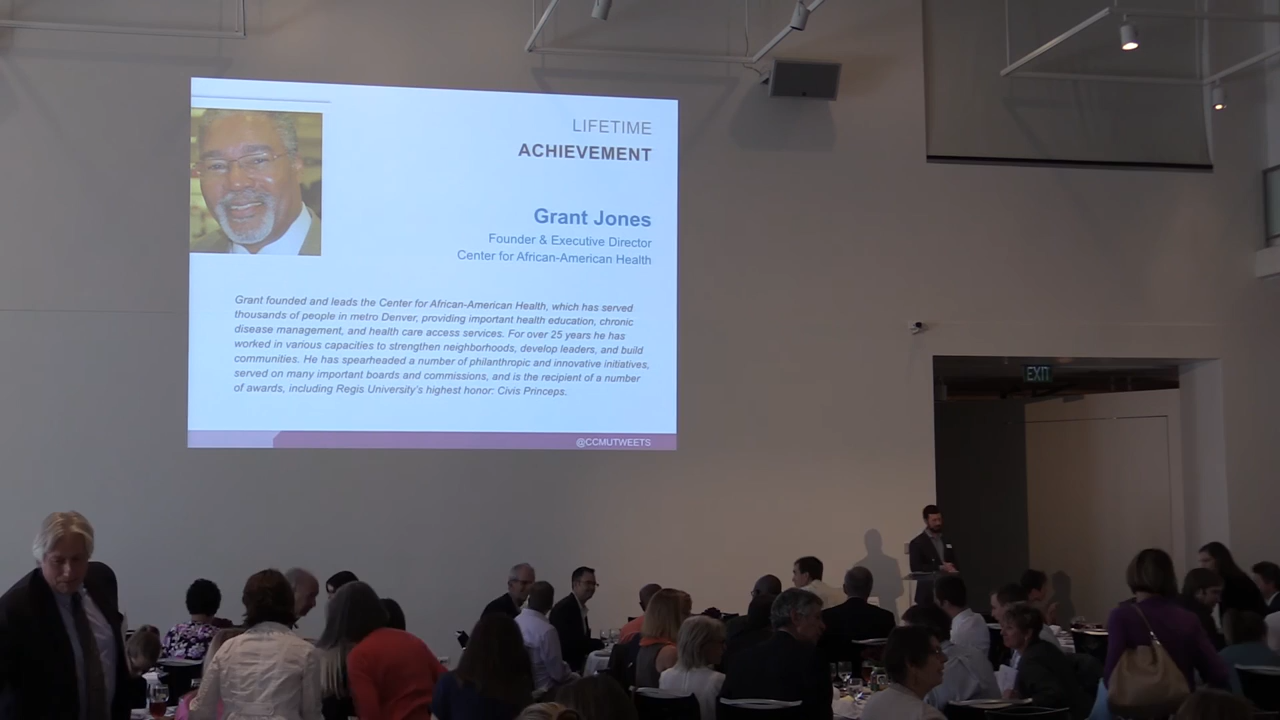 LIFETIME
ACHIEVEMENT
Grant Jones
Founder & Executive Director
Center for African-American Health
Grant founded and leads the Center for African-American Health, which has served
thousands of people in metro Denver, providing important health education, chronic
disease management, and health care access services. For over 25 years he has
worked in various capacities to strengthen neighborhoods, develop leaders, and build
communities. He has spearheaded a number of philanthropic and innovative initiatives,
served on many important boards and commissions, and is the recipient of a number
of awards, including Regis University's highest honor: Civis Princeps.
@CCMUTWEETS
EXIT